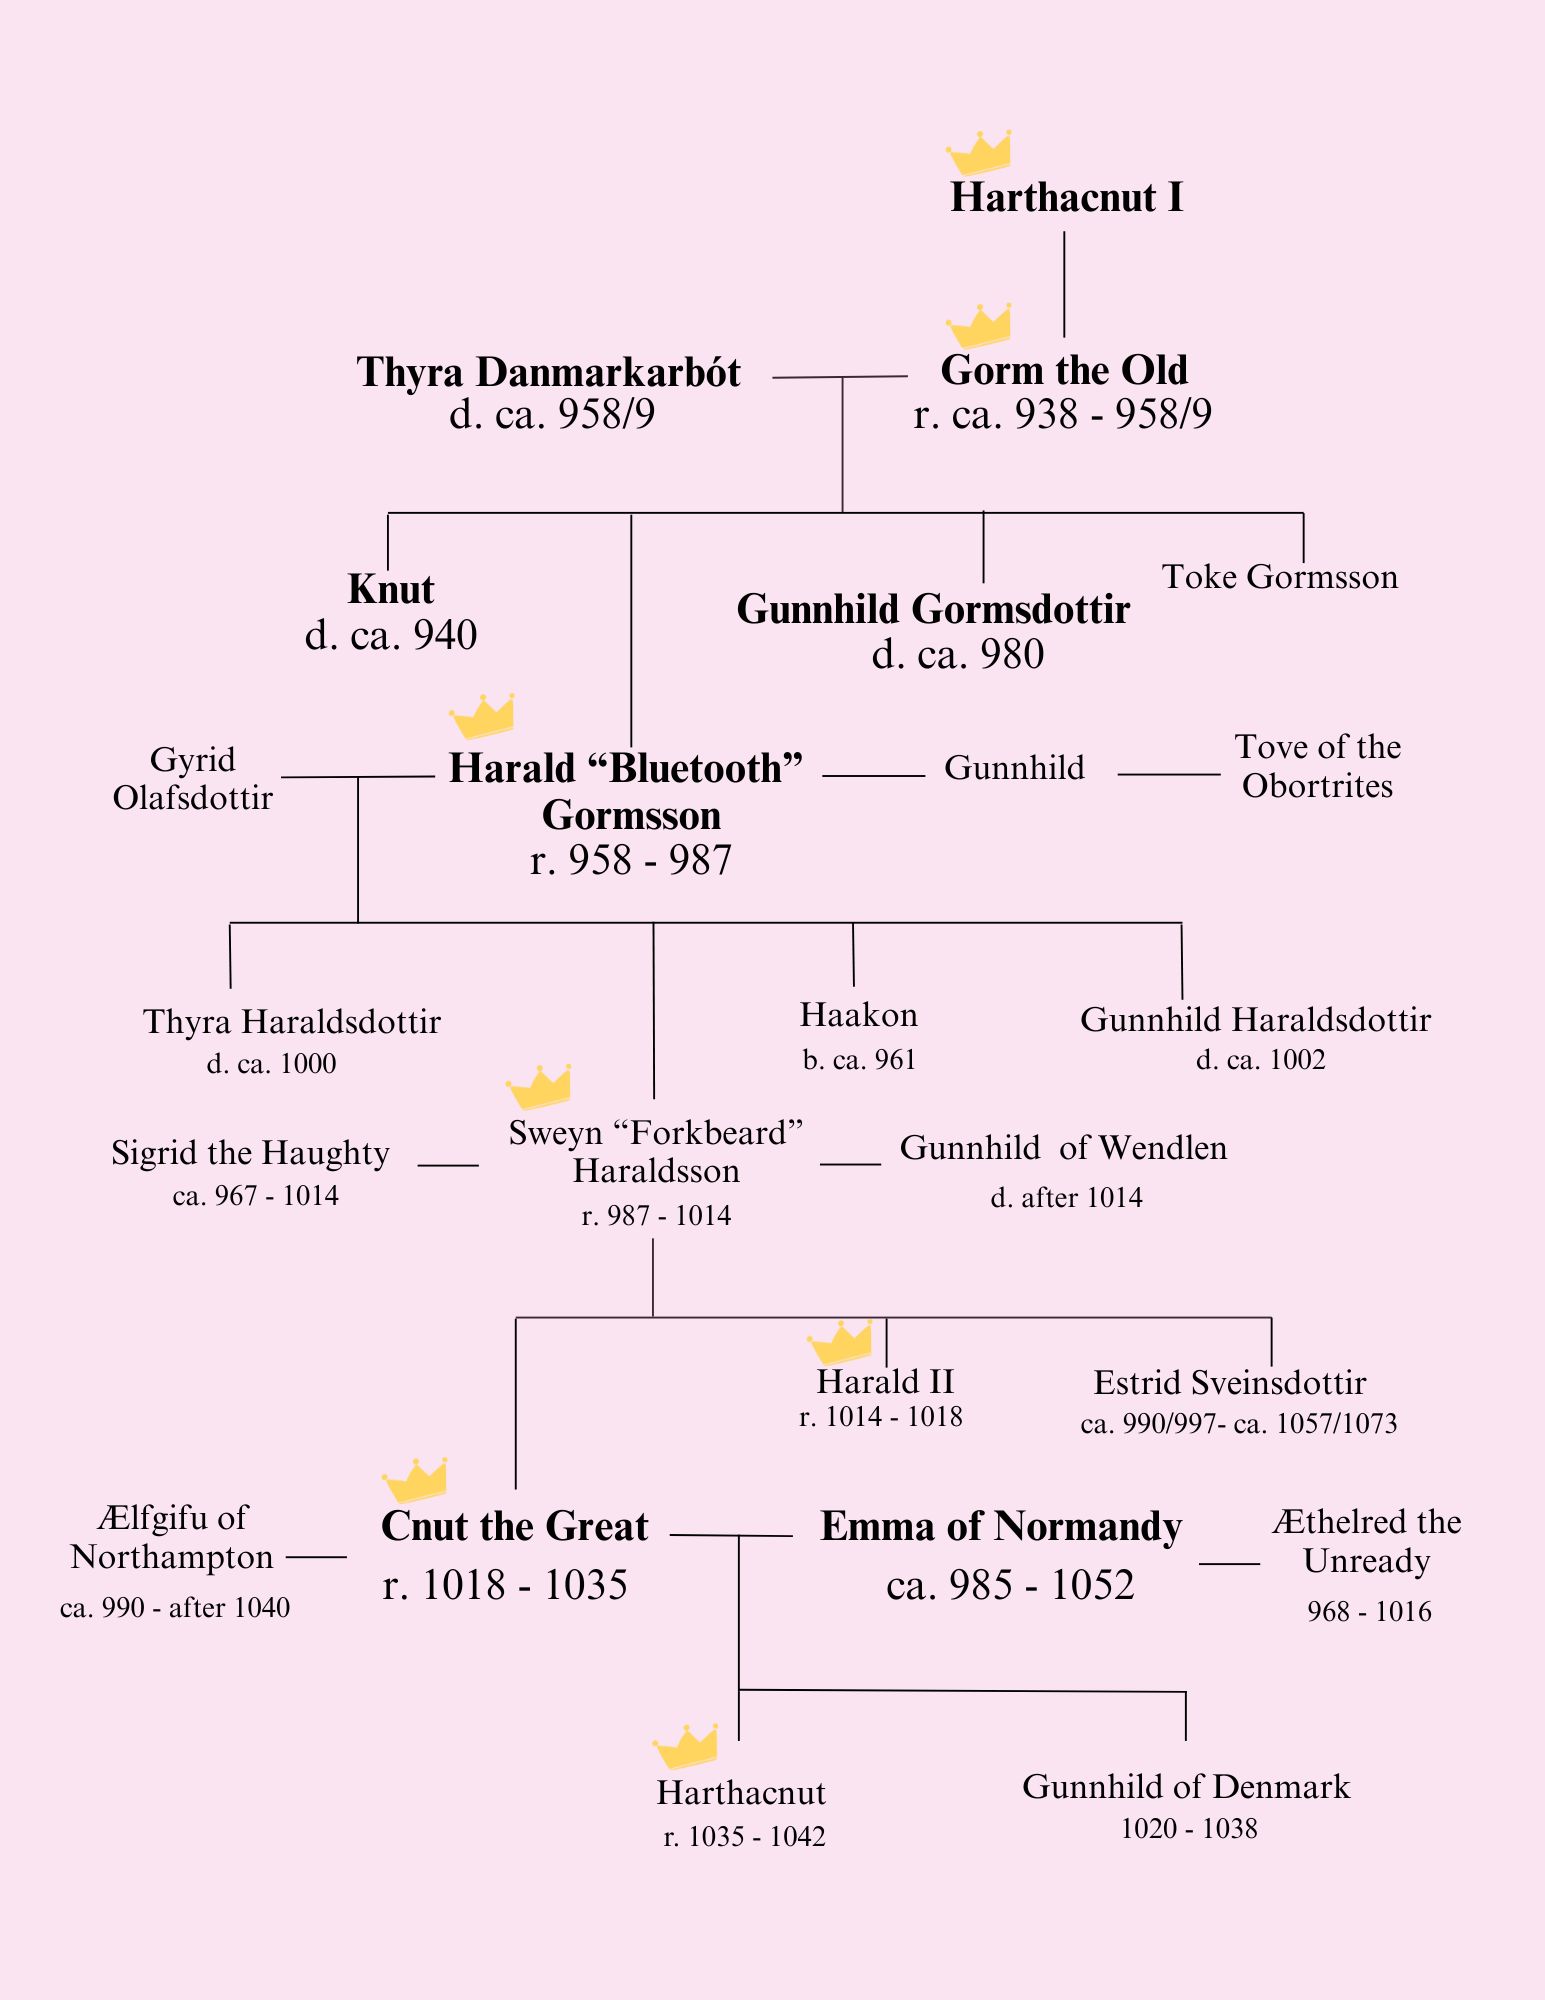 Harthacnut I
Thyra Danmarkarbót
d. ca. 958/9
Gorm the Old
r. ca. 938 - 958/9
Knut
d. ca. 940
Gunnhild Gormsdottir
d. ca. 980
Toke Gormsson
Gyrid
Olafsdottir
Harald “Bluetooth”
Gormsson
r. 958 - 987
Gunnhild
Tove of the
Obortrites
Thyra Haraldsdottir
d. ca. 1000
Haakon
b. ca. 961
Gunnhild Haraldsdottir
d. ca. 1002
Sigrid the Haughty
ca. 967 - 1014
Sweyn “Forkbeard”
Haraldsson
r. 987 - 1014
Gunnhild  of Wendlen
d. after 1014
Harald II
r. 1014 - 1018
Estrid Sveinsdottir
ca. 990/997- ca. 1057/1073
Ælfgifu of
Northampton
ca. 990 - after 1040
Cnut the Great
r. 1018 - 1035
Emma of Normandy
ca. 985 - 1052
Æthelred the
Unready
968 - 1016
Harthacnut
r. 1035 - 1042
Gunnhild of Denmark
1020 - 1038